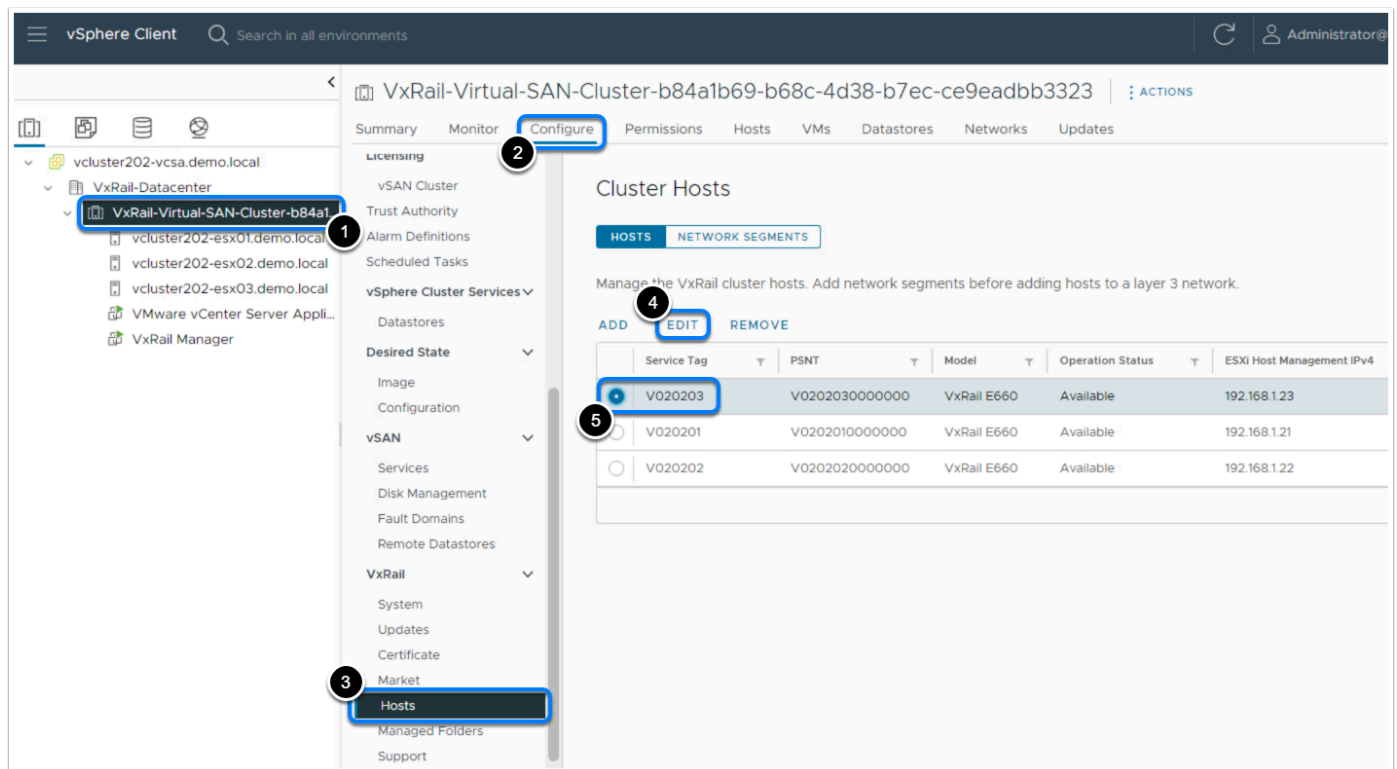 vSphere Client
Search in all environments
Administrator@
VxRail-Virtual-SAN-Cluster-b84a1b69-b68c-4d38-b7ec-ce9eadbb3323
ACTIONS
Summary Monitor Configure Permissions Hosts VMs Datastores Networks Updates
2
vcluster202-vcsa.demo.local
VxRail-Datacenter
VxRail-Virtual-SAN-Cluster-b84a1...
1
vcluster202-esx01.demo.local
vcluster202-esx02.demo.local
vcluster202-esx03.demo.local
VMware vCenter Server Appli...
VxRail Manager
Licensing
vSAN Cluster
Trust Authority
Alarm Definitions
Scheduled Tasks
vSphere Cluster Services
Datastores
Desired State
Image
Configuration
vSAN
Services
Disk Management
Fault Domains
Remote Datastores
VxRail
System
Updates
Certificate
Market
3
Hosts
Managed Folders
Support
Cluster Hosts
HOSTS NETWORK SEGMENTS
Manage the VxRail cluster hosts. Add network segments before adding hosts to a layer 3 network.
4
ADD EDIT REMOVE
Service Tag PSNT Model Operation Status ESXi Host Management IPv4
V020203 V0202030000000 VxRail E660 Available 192.168.1.23
5
V020201 V0202010000000 VxRail E660 Available 192.168.1.21
V020202 V0202020000000 VxRail E660 Available 192.168.1.22